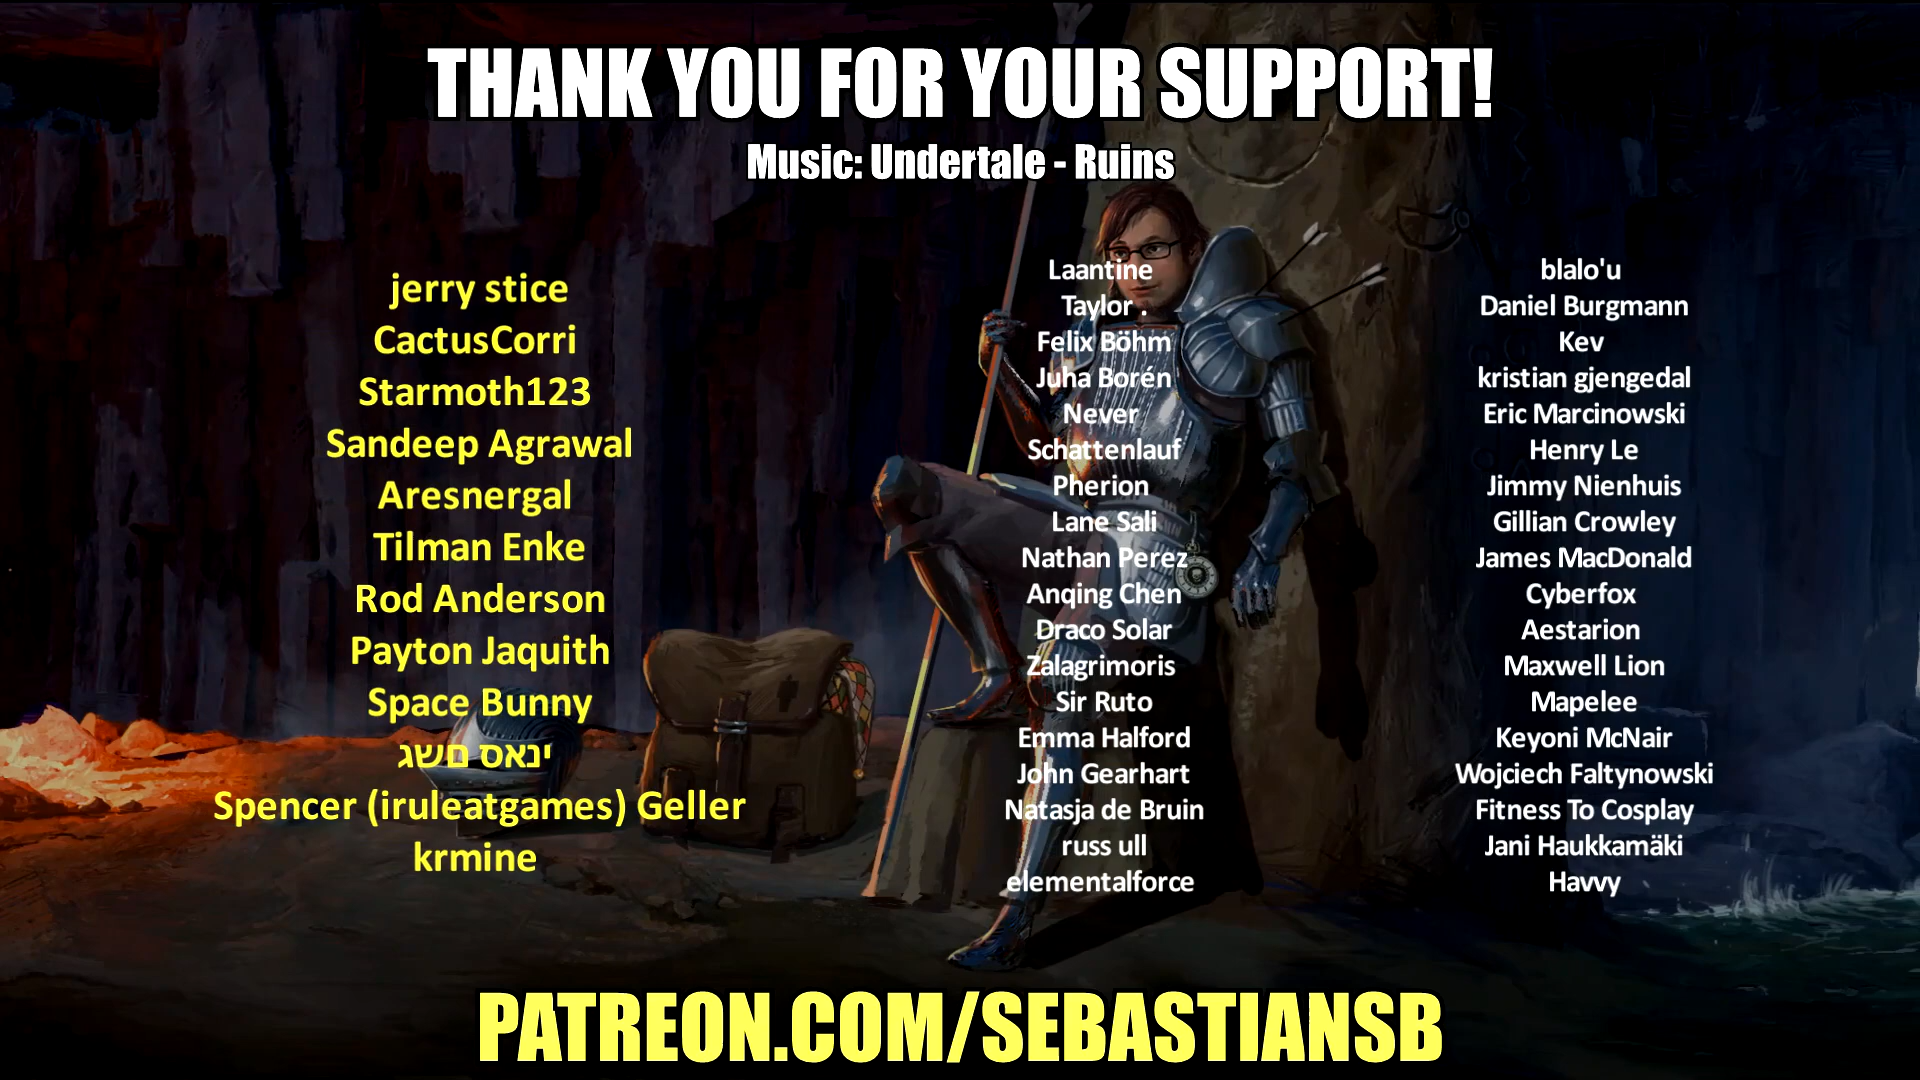 THANK YOU FOR YOUR SUPPORT!
Music: Undertale - Ruins
jerry stice
CactusCorri
Starmoth123
Sandeep Agrawal
Aresnergal
Tilman Enke
Rod Anderson
Payton Jaquith
Space Bunny
ינאס םשג
Spencer (iruleatgames) Geller
krmine
Laantine
Taylor .
Felix Böhm
Juha Borén
Never
Schattenlauf
Pherion
Lane Sali
Nathan Perez
Anqing Chen
Draco Solar
Zalagrimoris
Sir Ruto
Emma Halford
John Gearhart
Natasja de Bruin
russ ull
elementalforce
blalo'u
Daniel Burgmann
Kev
kristian gjengedal
Eric Marcinowski
Henry Le
Jimmy Nienhuis
Gillian Crowley
James MacDonald
Cyberfox
Aestarion
Maxwell Lion
Mapelee
Keyoni McNair
Wojciech Faltynowski
Fitness To Cosplay
Jani Haukkamäki
Havvy
PATREON.COM/SEBASTIANSB